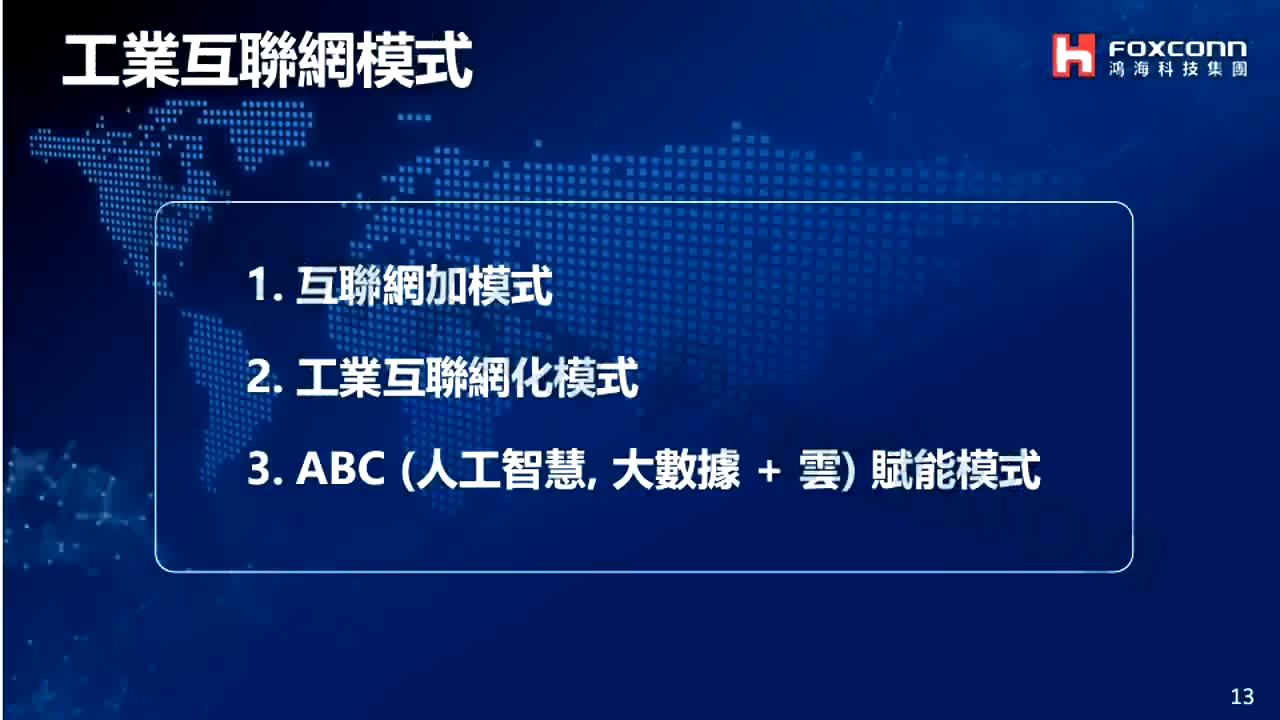 工業互聯網模式
FOXCONN
鴻海科技集團
1. 互聯網加模式
2. 工業互聯網化模式
3. ABC (人工智慧, 大數據 + 雲) 賦能模式
13